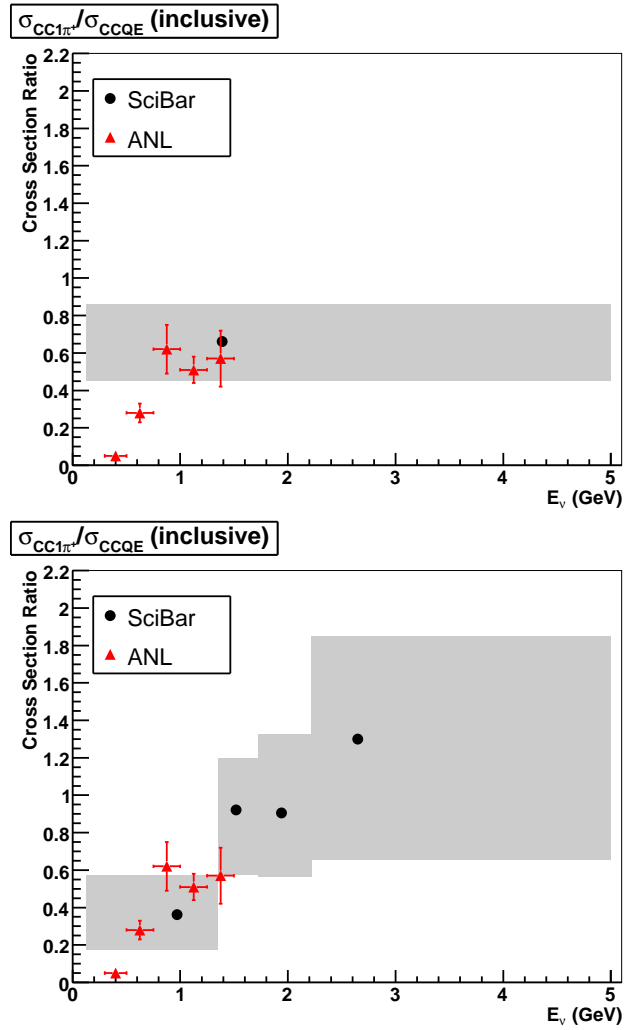 σCC1π+/σCCQE (inclusive)
Cross Section Ratio
2.2
2
1.8
1.6
1.4
1.2
1
0.8
0.6
0.4
0.2
0
SciBar
ANL
0 1 2 3 4 5
Eν (GeV)
σCC1π+/σCCQE (inclusive)
Cross Section Ratio
2.2
2
1.8
1.6
1.4
1.2
1
0.8
0.6
0.4
0.2
0
SciBar
ANL
0 1 2 3 4 5
Eν (GeV)